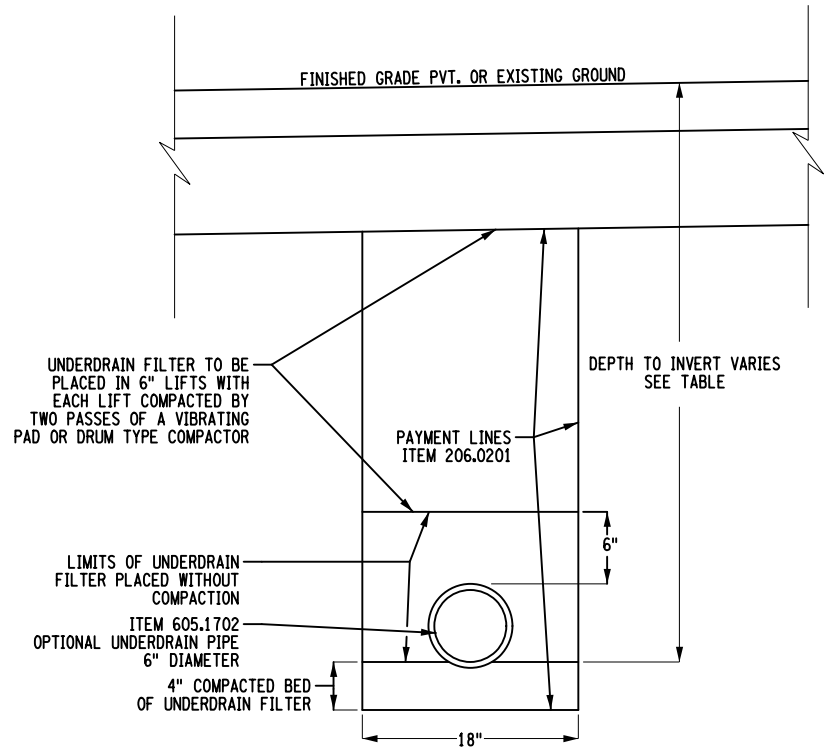 FINISHED GRADE PVT. OR EXISTING GROUND
UNDERDRAIN FILTER TO BE
PLACED IN 6" LIFTS WITH
EACH LIFT COMPACTED BY
TWO PASSES OF A VIBRATING
PAD OR DRUM TYPE COMPACTOR
DEPTH TO INVERT VARIES
SEE TABLE
PAYMENT LINES
ITEM 206.0201
6"
LIMITS OF UNDERDRAIN
FILTER PLACED WITHOUT
COMPACTION
ITEM 605.1702
OPTIONAL UNDERDRAIN PIPE
6" DIAMETER
4" COMPACTED BED
OF UNDERDRAIN FILTER
18"